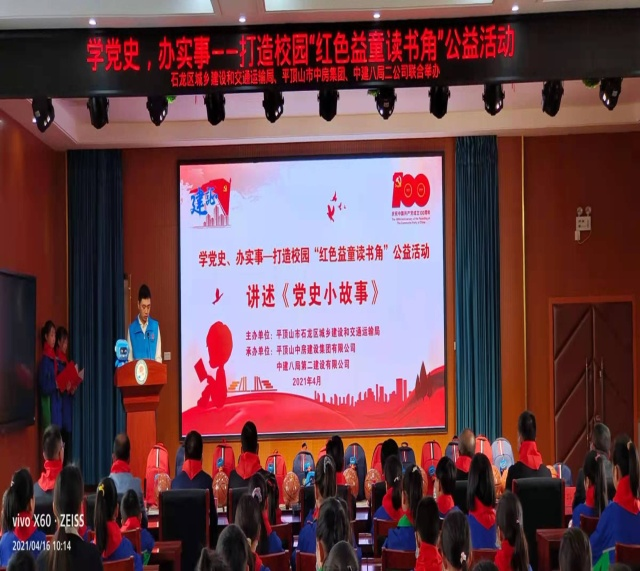 学党史，办实事--打造校园“红色益童读书角”公益活动
石龙区城乡建设和交通运输局、平顶山市中房集团、中建八局二公司联合举办
建证
100
学党史、办实事—打造校园“红色益童读书角”公益活动
讲述《党史小故事》
主办单位：平顶山市石龙区城乡建设和交通运输局
承办单位：平顶山中房建设集团有限公司
中建八局第二建设有限公司
2021年4月
vivo X60 · ZEISS
2021/04/16 10:14